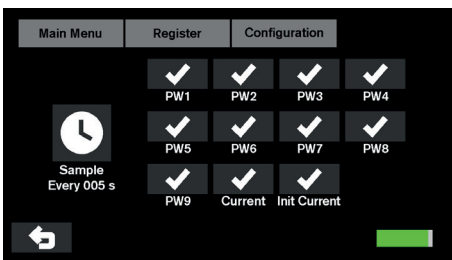 Main Menu Register Configuration
PW1 PW2 PW3 PW4
PW5 PW6 PW7 PW8
Sample
Every 005 s
PW9 Current Init Current